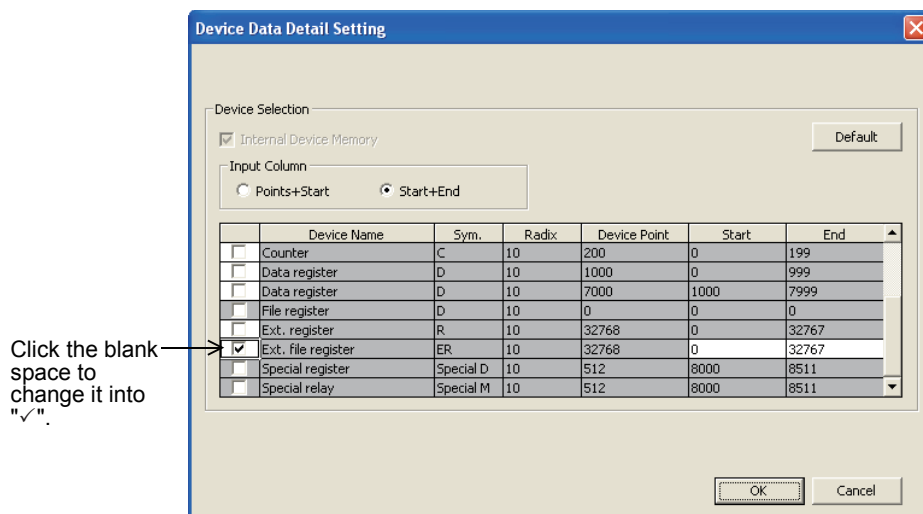 Device Data Detail Setting
Device Selection
Internal Device Memory
Default
Input Column
Points+Start Start+End
Device Name Sym. Radix Device Point Start End
Counter C 10 200 0 199
Data register D 10 1000 0 999
Data register D 10 7000 1000 7999
File register D 10 0 0 0
Ext. register R 10 32768 0 32767
Ext. file register ER 10 32768 0 32767
Special register Special D 10 512 8000 8511
Special relay Special M 10 512 8000 8511
Click the blank
space to
change it into
"✓".
OK Cancel